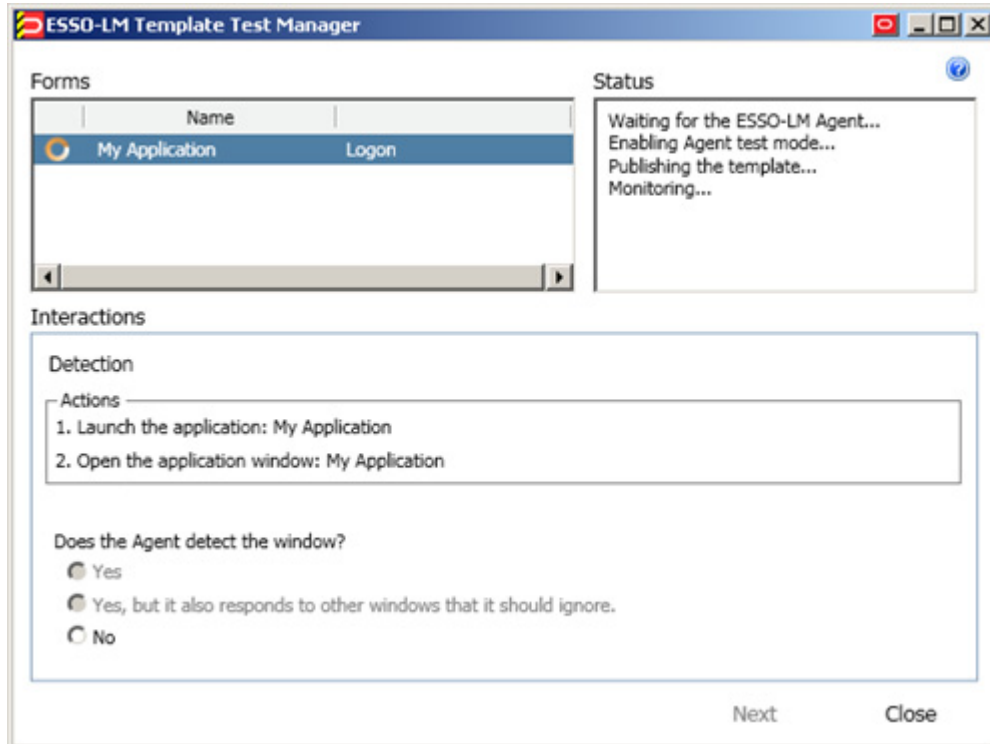 ESSO-LM Template Test Manager
Forms
Status
Name
My Application Logon
Waiting for the ESSO-LM Agent...
Enabling Agent test mode...
Publishing the template...
Monitoring...
Interactions
Detection
Actions
1. Launch the application: My Application
2. Open the application window: My Application
Does the Agent detect the window?
Yes
Yes, but it also responds to other windows that it should ignore.
No
Next
Close